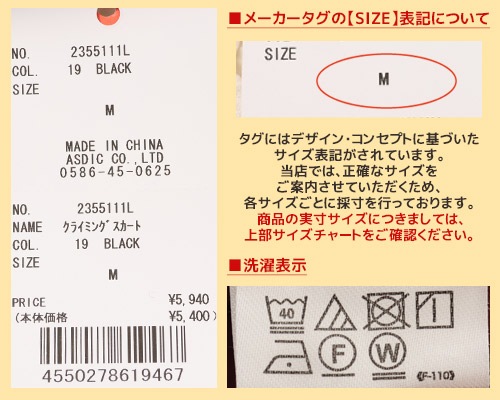 NO. 2355111L
COL. 19 BLACK
SIZE
M
MADE IN CHINA
ASDIC CO.,LTD
0586-45-0625
NO. 2355111L
NAME ｸﾗｲﾐﾝｸﾞｽｶｰﾄ
COL. 19 BLACK
SIZE
M
PRICE ¥5,940
(本体価格 ¥5,400)
4550278619467
■メーカータグの【SIZE】表記について
SIZE
M
タグにはデザイン・コンセプトに基づいた
サイズ表記がされています。
当店では、正確なサイズを
ご案内させていただくため、
各サイズごとに採寸を行っております。
商品の実寸サイズにつきましては、
上部サイズチャートをご確認ください。
■洗濯表示
40
F
W
《F-110》